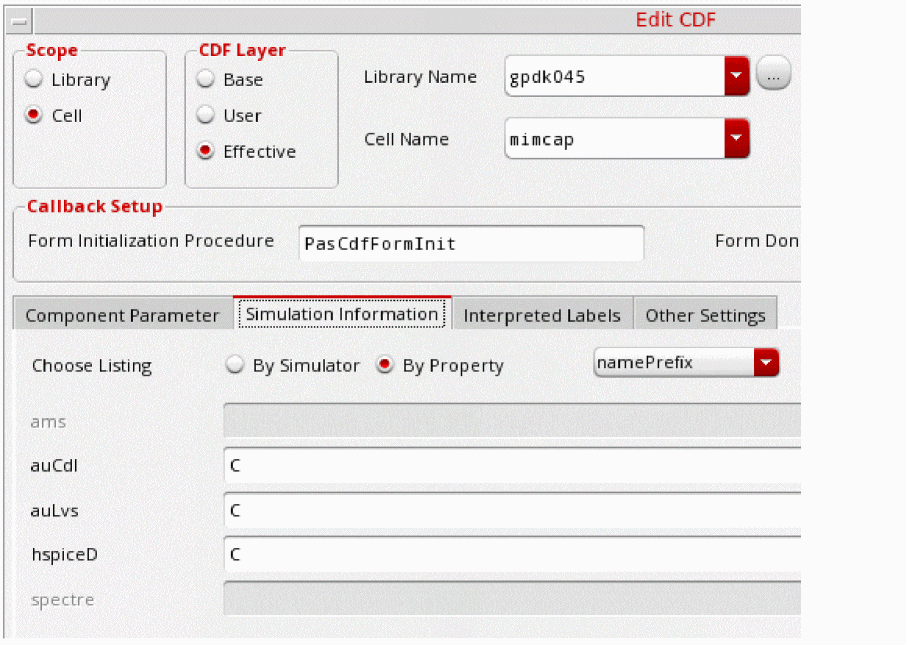 Edit CDF
Scope
Library
Cell
CDF Layer
Base
User
Effective
Library Name gpdk045 ...
Cell Name mimcap
Callback Setup
Form Initialization Procedure PasCdfFormInit Form Don
Component Parameter Simulation Information Interpreted Labels Other Settings
Choose Listing By Simulator By Property namePrefix
ams
auCdl C
auLvs C
hspiceD C
spectre